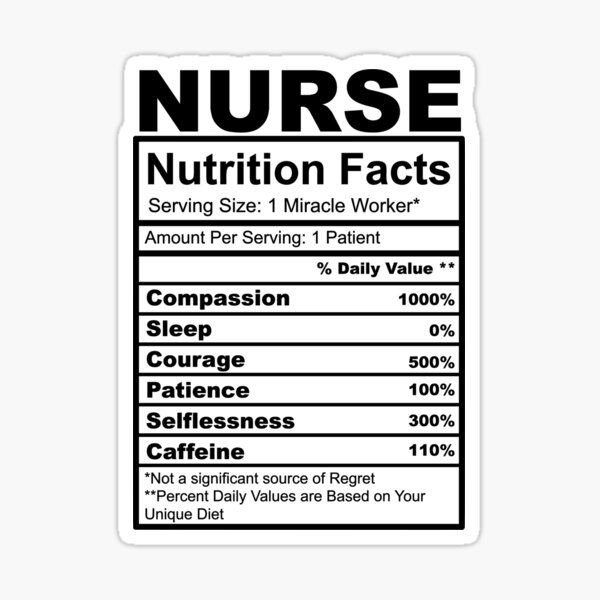 NURSE
Nutrition Facts
Serving Size: 1 Miracle Worker*
Amount Per Serving: 1 Patient
% Daily Value **
Compassion 1000%
Sleep 0%
Courage 500%
Patience 100%
Selflessness 300%
Caffeine 110%
*Not a significant source of Regret
**Percent Daily Values are Based on Your
Unique Diet